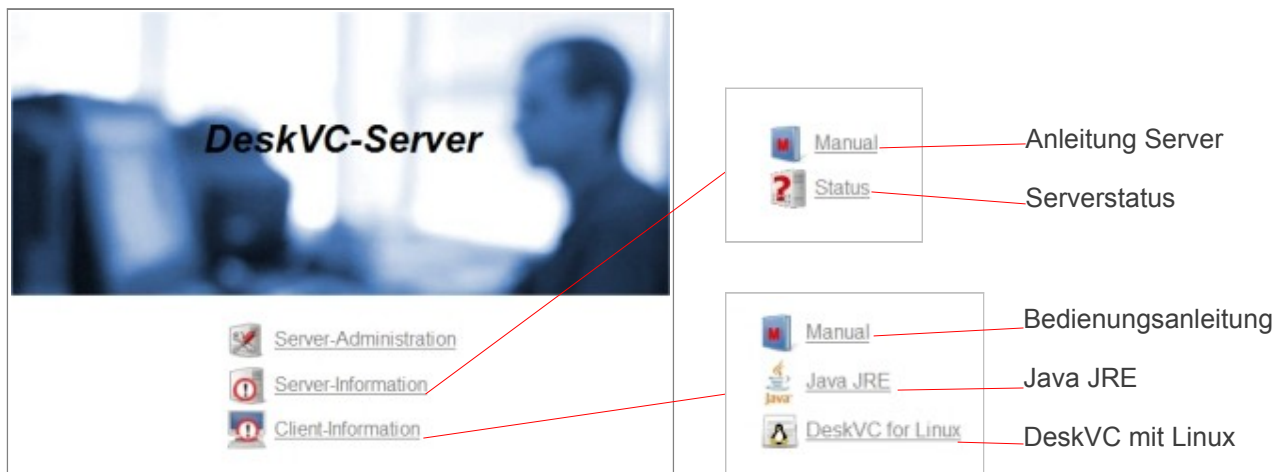 DeskVC-Server
Server-Administration
Server-Information
Client-Information
Manual
Anleitung Server
Status
Serverstatus
Manual
Bedienungsanleitung
Java JRE
Java JRE
DeskVC for Linux
DeskVC mit Linux